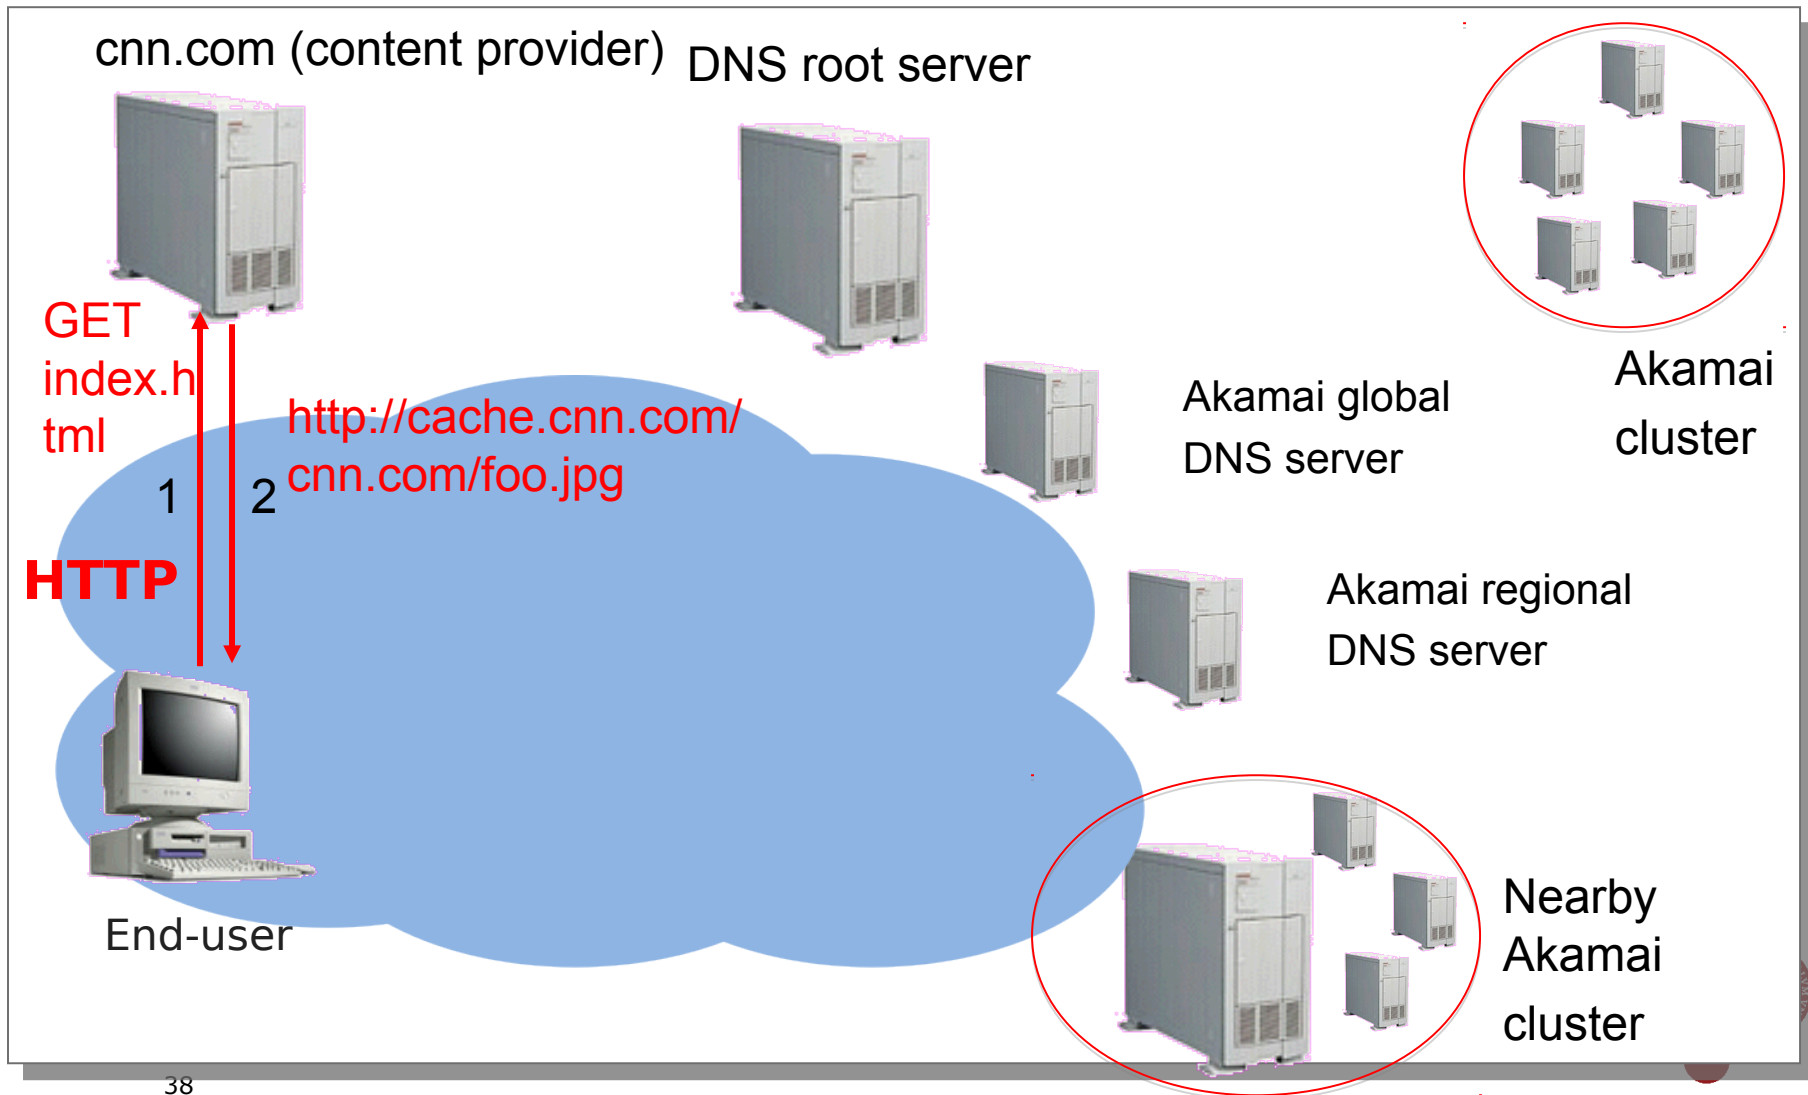 cnn.com (content provider)
DNS root server
GET
index.h
tml
http://cache.cnn.com/
cnn.com/foo.jpg
1
2
HTTP
Akamai global
DNS server
Akamai
cluster
Akamai regional
DNS server
End-user
Nearby
Akamai
cluster
38